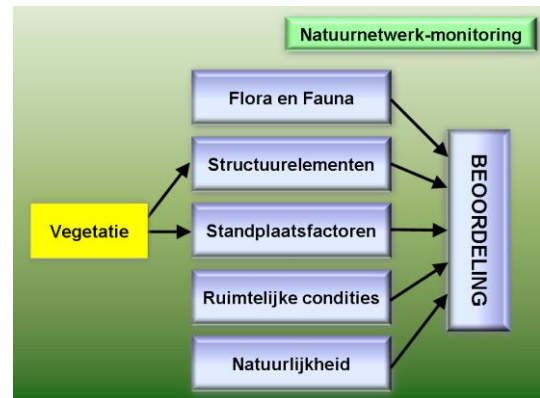 Natuurnetwerk-monitoring
Flora en Fauna
Structuurelementen
Vegetatie
Standplaatsfactoren
Ruimtelijke condities
Natuurlijkheid
BEOORDELING